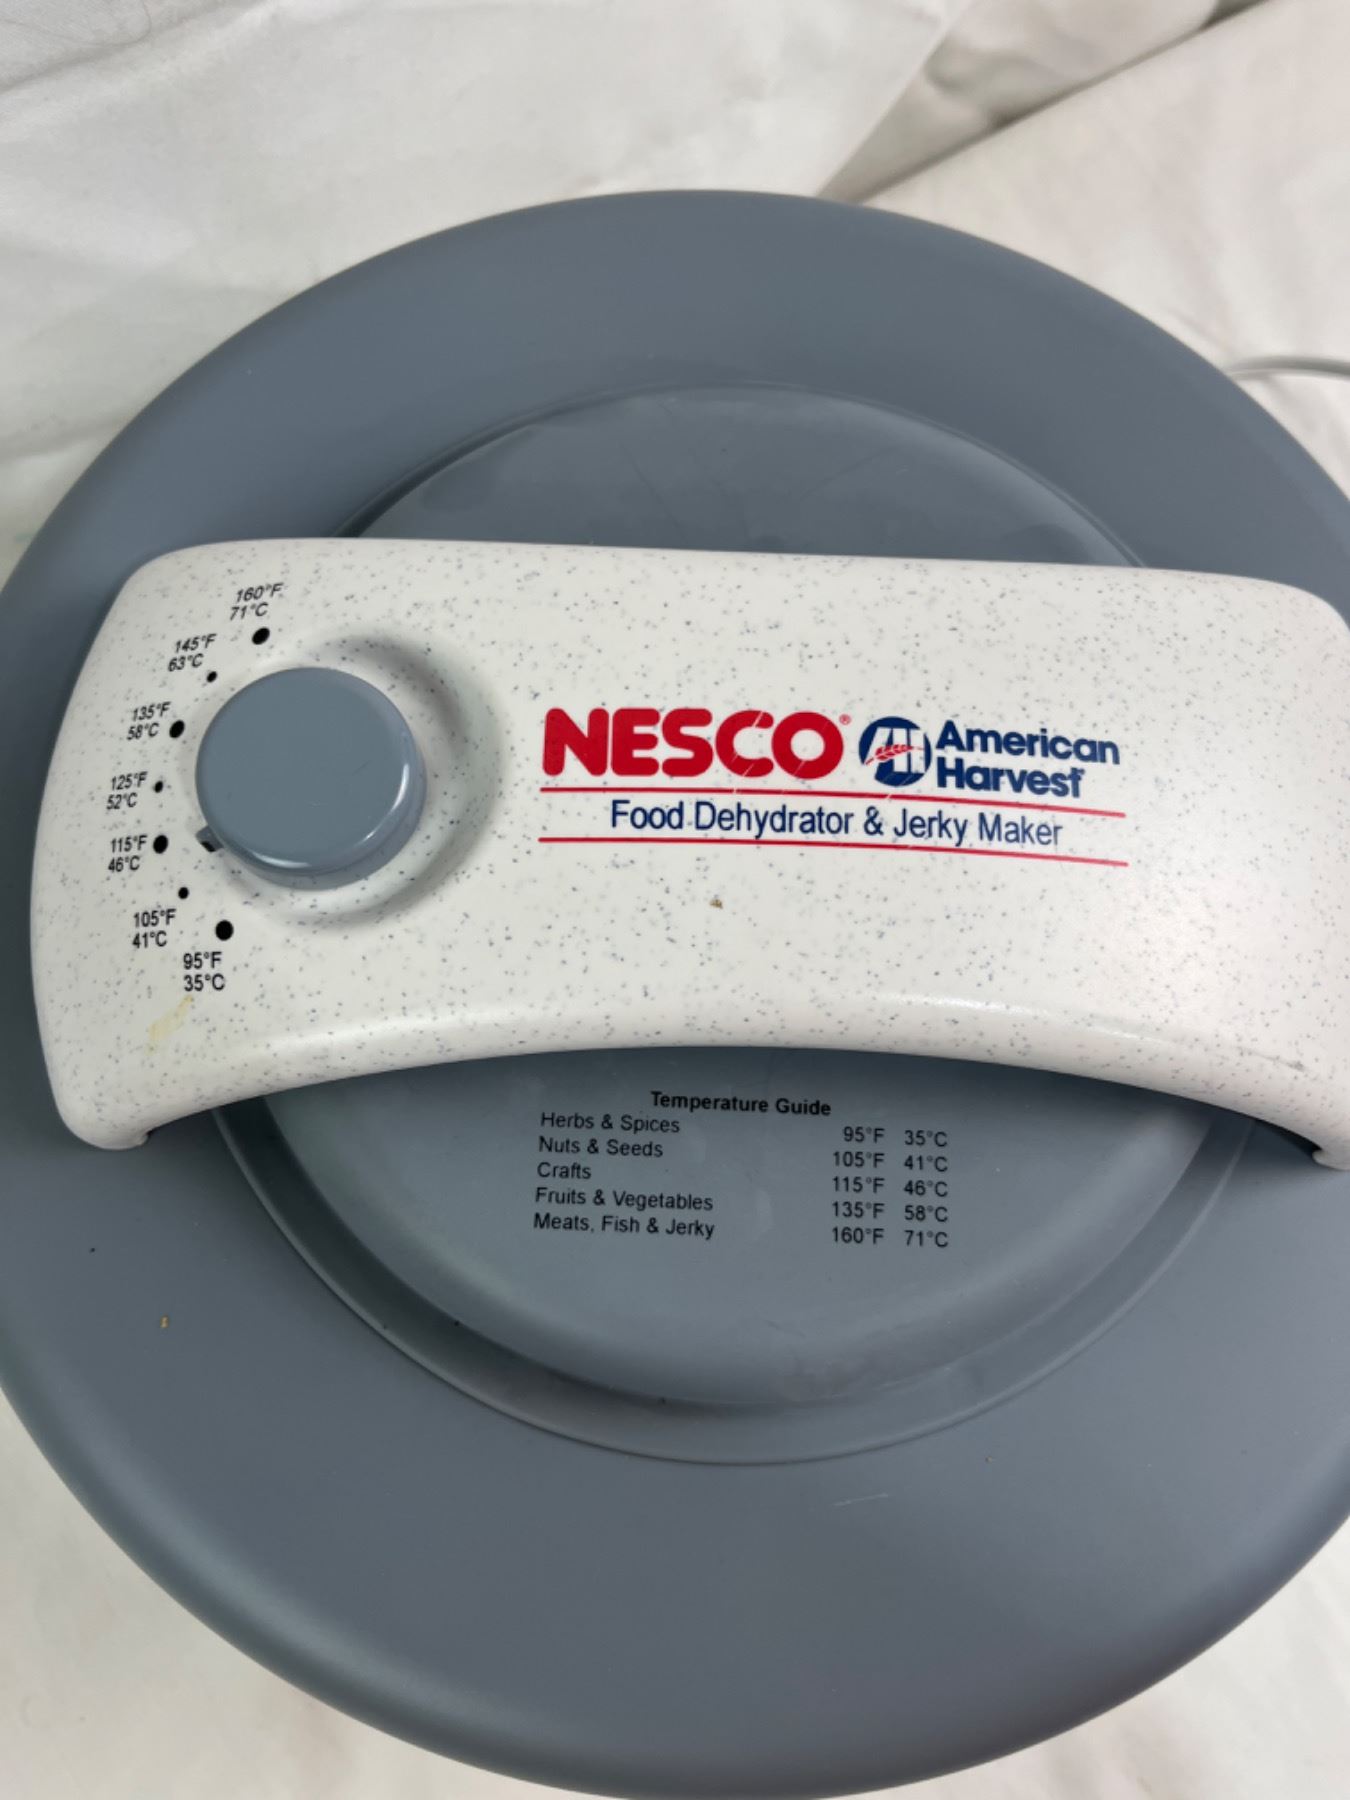 160°F
71°C
145°F
63°C
135°F
58°C
125°F
52°C
115°F
46°C
105°F
41°C
95°F
35°C
NESCO® American
Harvest
Food Dehydrator & Jerky Maker
Temperature Guide
Herbs & Spices 95°F 35°C
Nuts & Seeds 105°F 41°C
Crafts 115°F 46°C
Fruits & Vegetables 135°F 58°C
Meats, Fish & Jerky 160°F 71°C